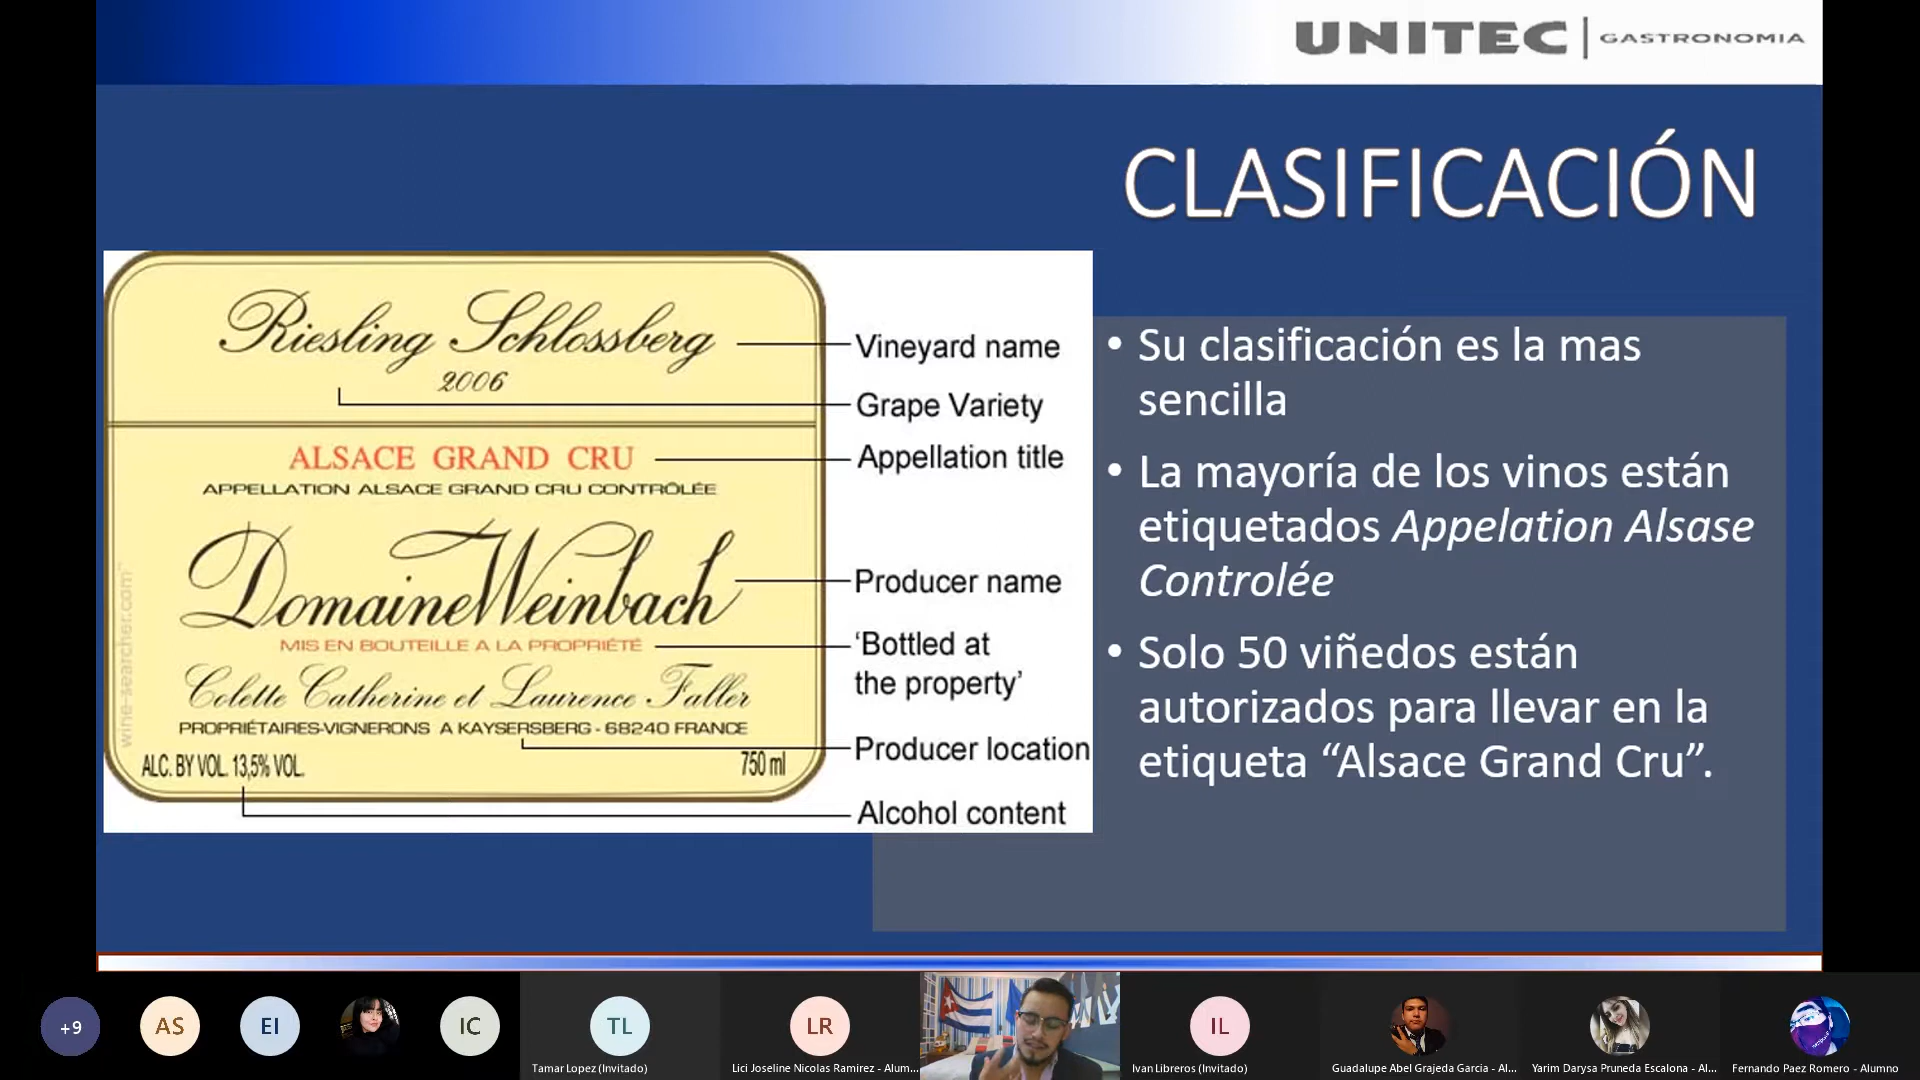 UNITEC | GASTRONOMIA
CLASIFICACIÓN
Riesling Schlossberg
2006
ALSACE GRAND CRU
APPELLATION ALSACE GRAND CRU CONTRÔLÉE
Domaine Weinbach
MIS EN BOUTEILLE A LA PROPRIÉTÉ
Colette Catherine et Laurence Faller
PROPRIÉTAIRES-VIGNERONS A KAYSERSBERG - 68240 FRANCE
ALC. BY VOL. 13,5% VOL.
750 ml
wine-searcher.com
Vineyard name
Grape Variety
Appellation title
Producer name
‘Bottled at
the property’
Producer location
Alcohol content
• Su clasificación es la mas
sencilla
• La mayoría de los vinos están
etiquetados Appelation Alsase
Controlée
• Solo 50 viñedos están
autorizados para llevar en la
etiqueta “Alsace Grand Cru”.
+9
AS
EI
IC
TL
Tamar Lopez (Invitado)
LR
Lici Joseline Nicolas Ramirez - Alum...
IL
Ivan Libreros (Invitado)
Guadalupe Abel Grajeda Garcia - Al...
Yarim Darysa Pruneda Escalona - Al...
Fernando Paez Romero - Alumno